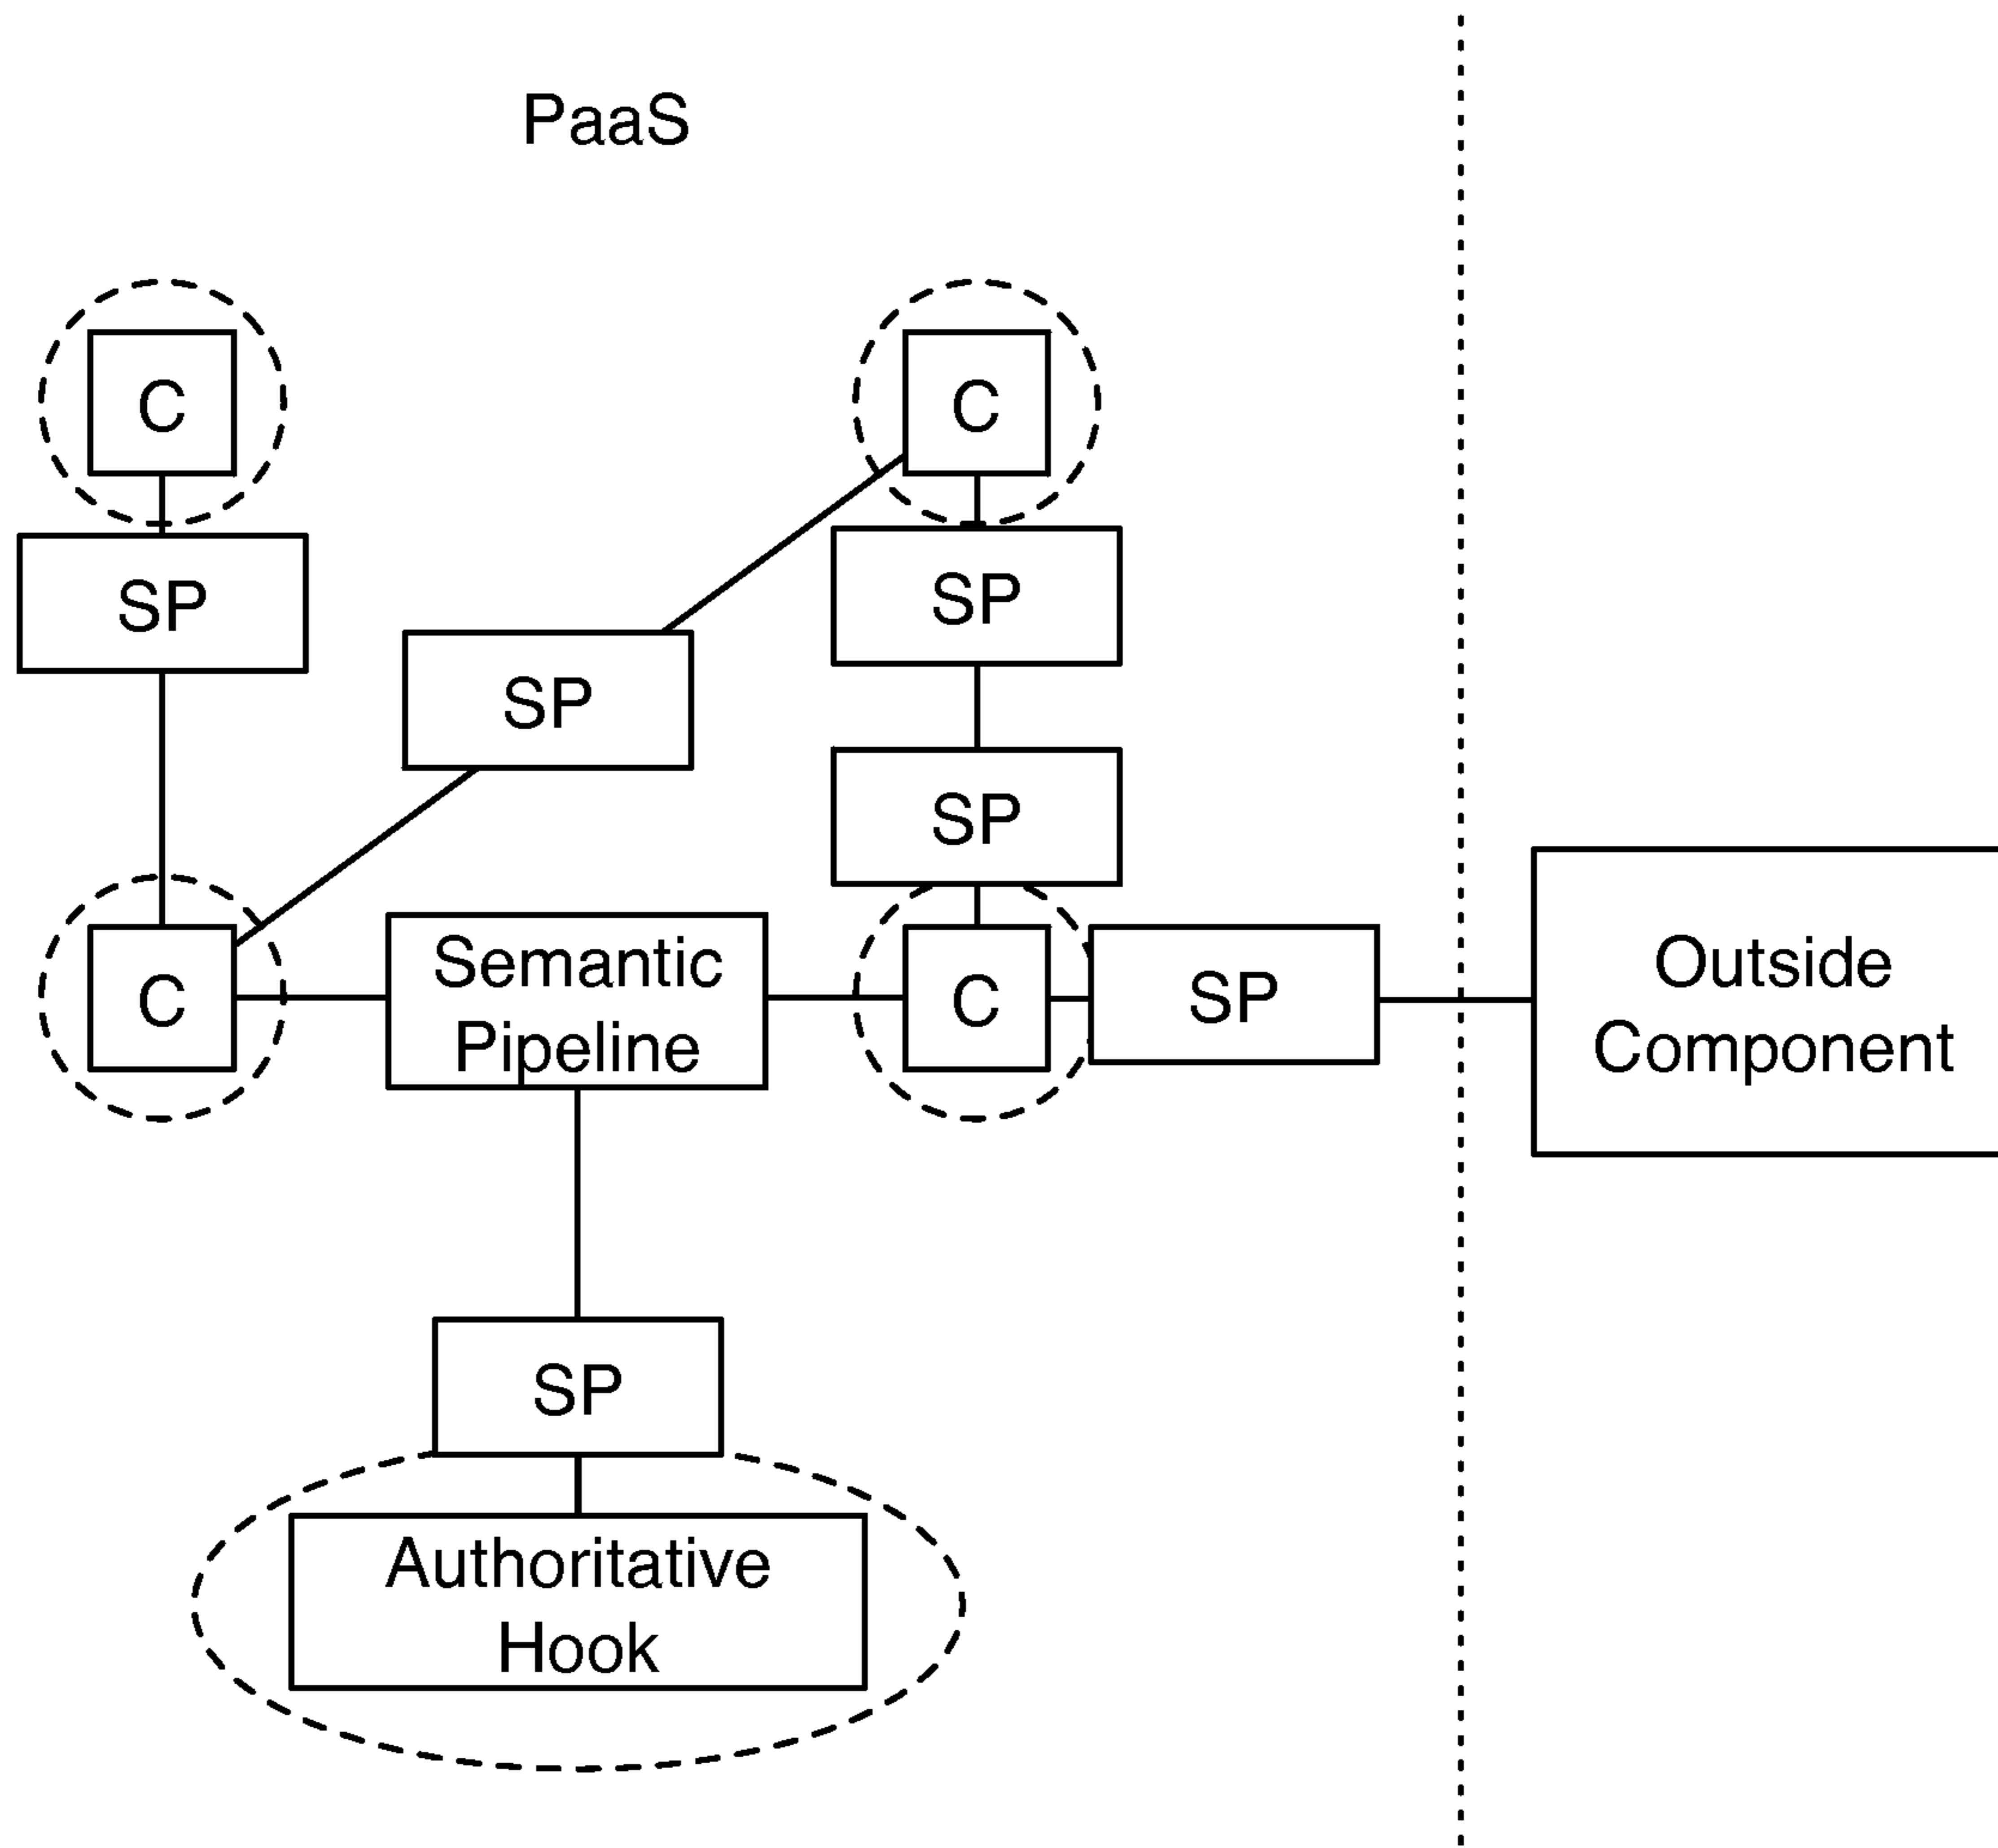 PaaS
C
C
SP
SP
SP
SP
C
Semantic
Pipeline
C
SP
Outside
Component
SP
Authoritative
Hook